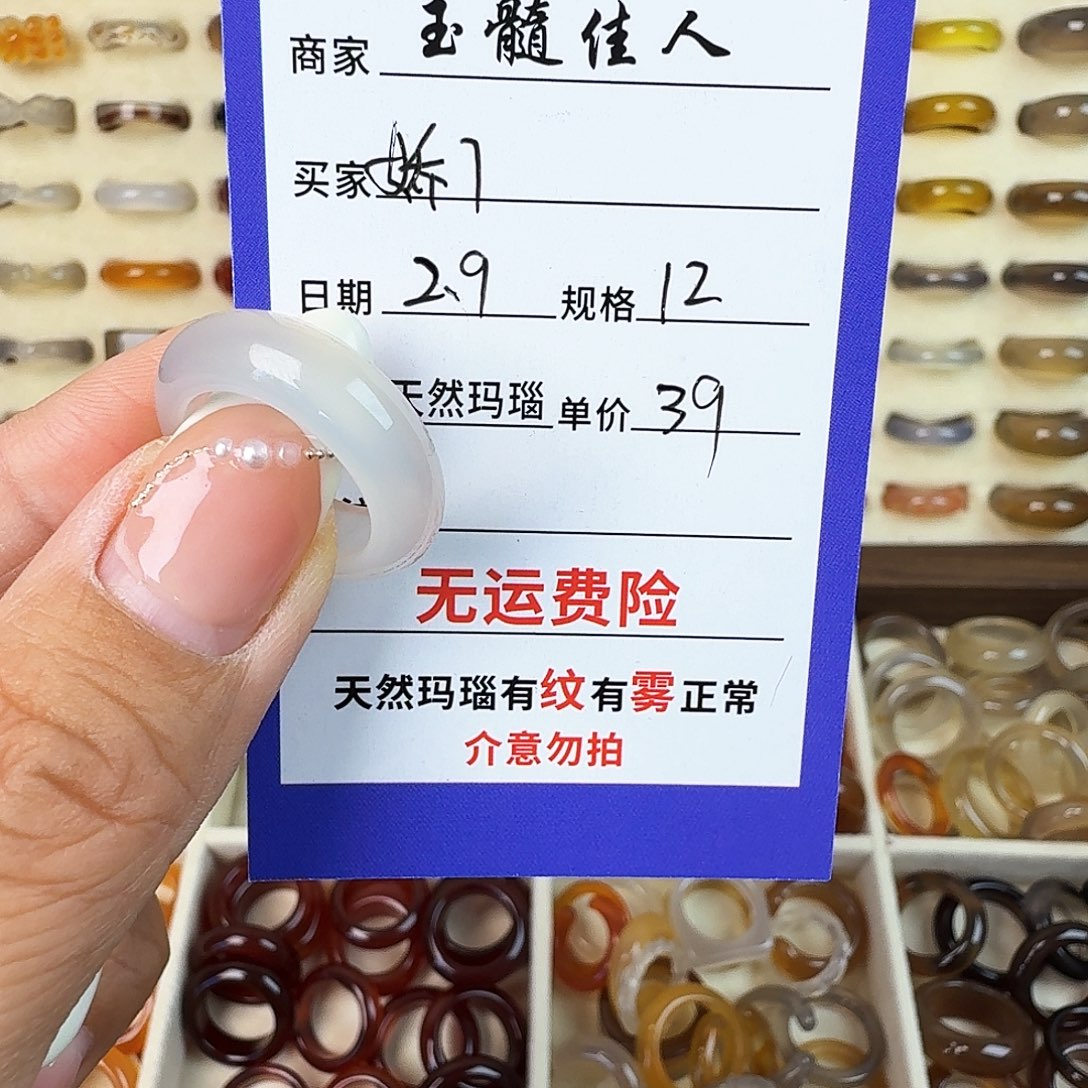 商家 玉髓佳人
买家 娇7
日期 2.9 规格 12
天然玛瑙 单价 39
无运费险
天然玛瑙有纹有雾正常
介意勿拍